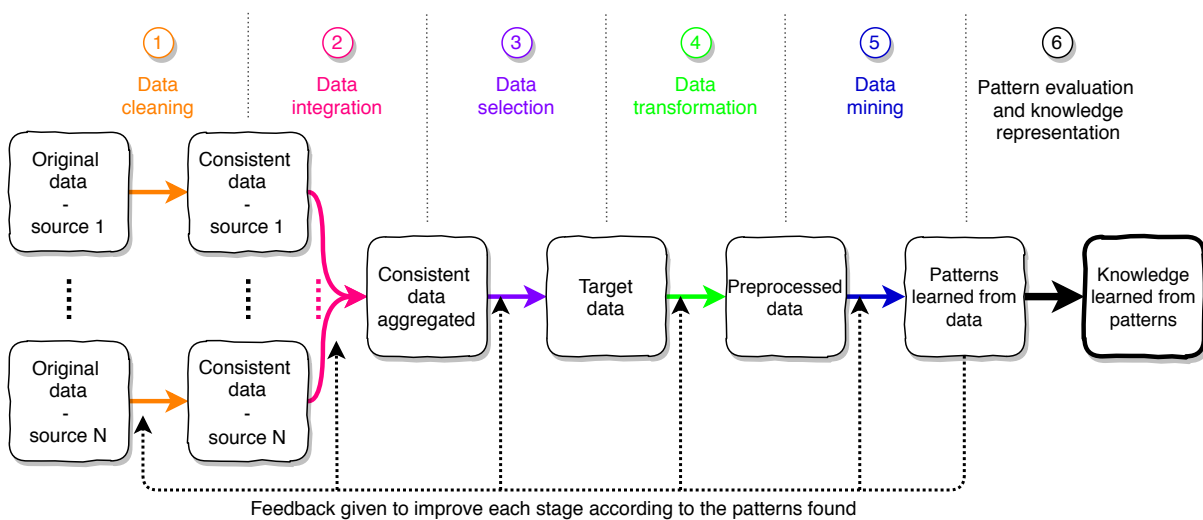 1
Data
cleaning
2
Data
integration
3
Data
selection
4
Data
transformation
5
Data
mining
6
Pattern evaluation
and knowledge
representation
Original
data
-
source 1
Consistent
data
-
source 1
Consistent
data
aggregated
Target
data
Preprocessed
data
Patterns
learned from
data
Knowledge
learned from
patterns
Original
data
-
source N
Consistent
data
-
source N
Feedback given to improve each stage according to the patterns found